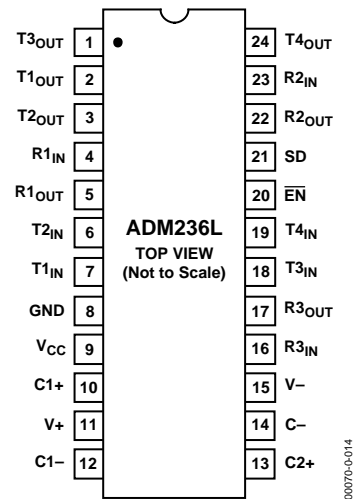 T3OUT 1 24 T4OUT
T1OUT 2 23 R2IN
T2OUT 3 22 R2OUT
R1IN 4 21 SD
R1OUT 5 20 EN
T2IN 6 ADM236L 19 T4IN
T1IN 7 TOP VIEW (Not to Scale) 18 T3IN
GND 8 17 R3OUT
VCC 9 16 R3IN
C1+ 10 15 V–
V+ 11 14 C–
C1– 12 13 C2+
00070-0-014